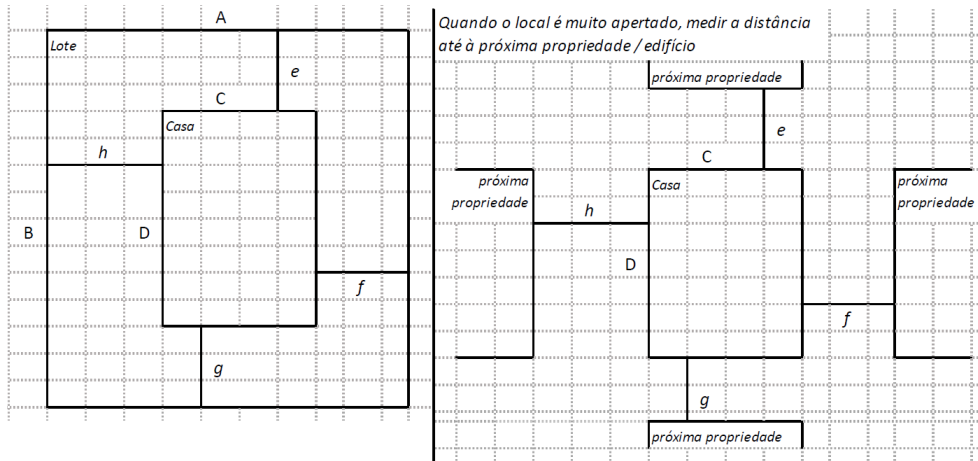 A
Lote
e
C
Casa
h
B
D
f
g
Quando o local é muito apertado, medir a distância
até à próxima propriedade / edifício
próxima propriedade
e
C
próxima
propriedade
Casa
próxima
propriedade
h
D
f
g
próxima propriedade